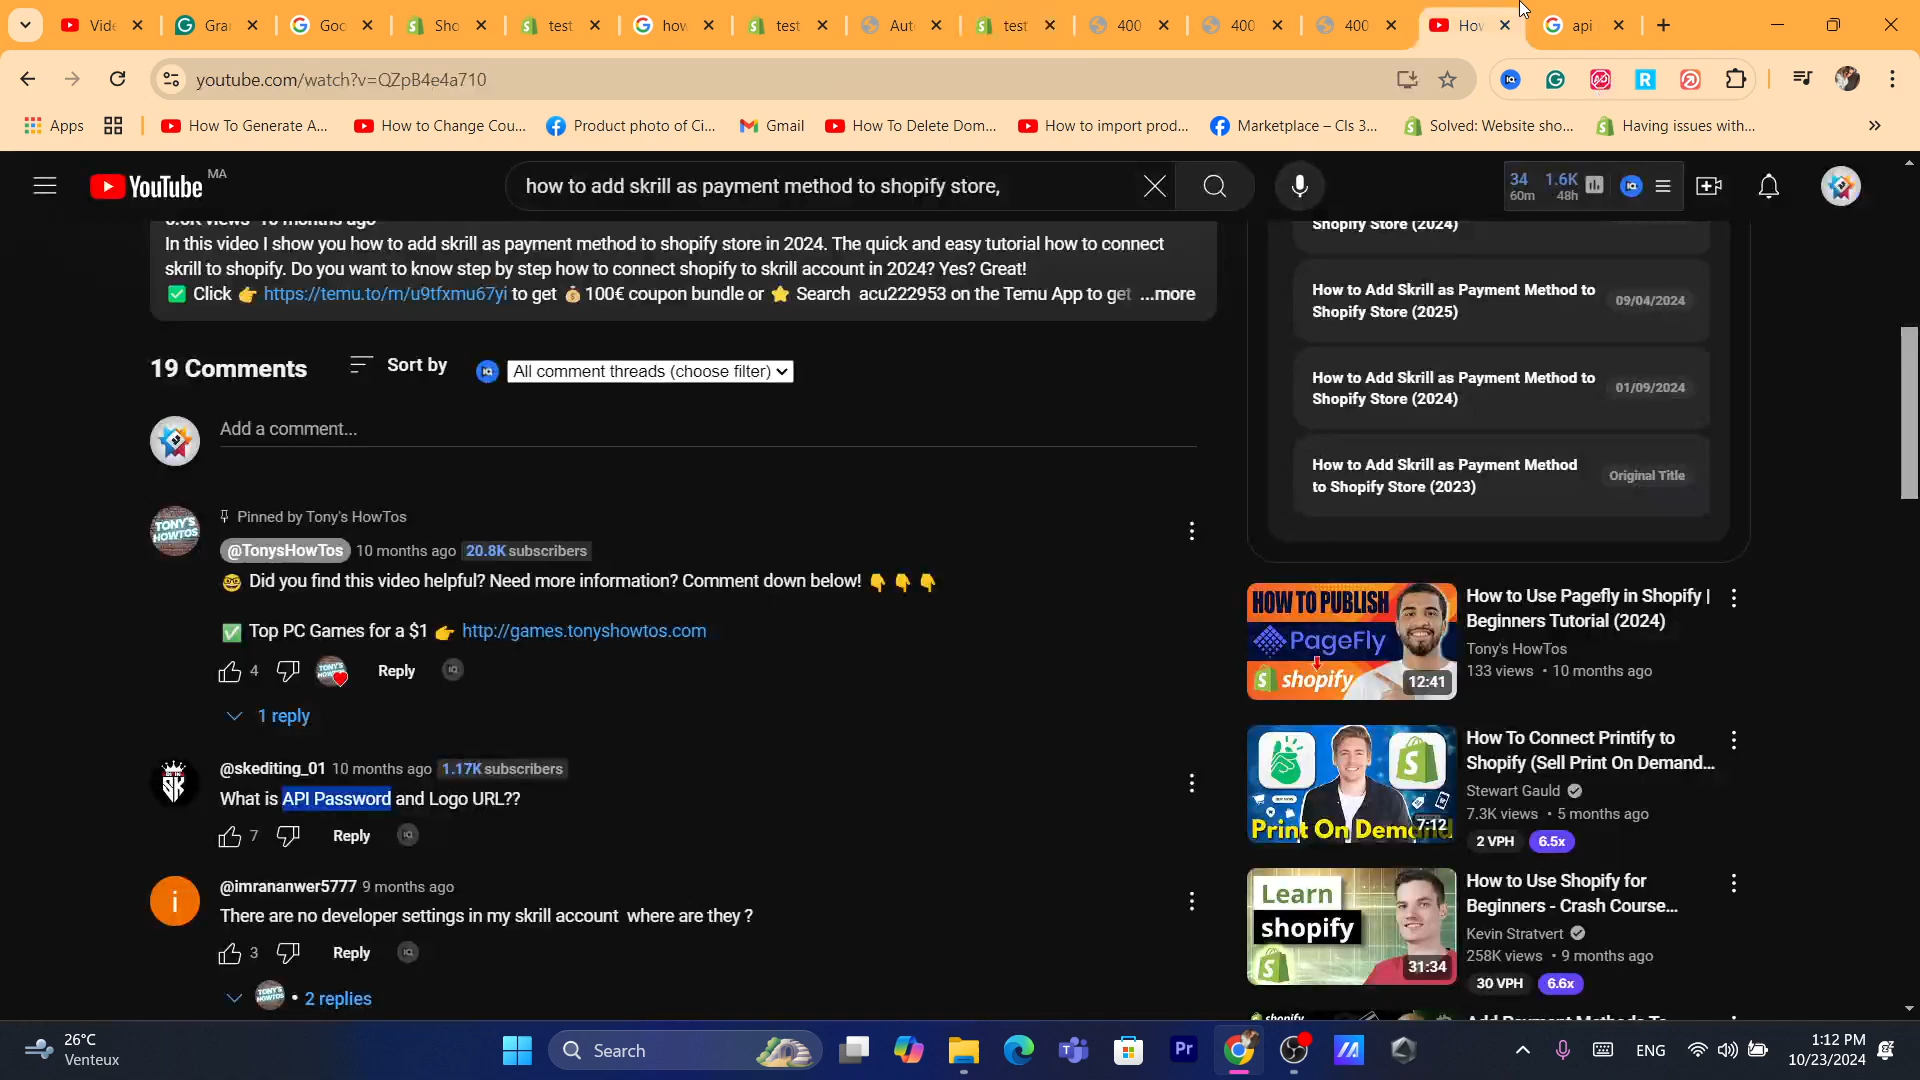 Vide
Gra
Goo
Sho
test
how
test
Aut
test
400
400
400
How
api
youtube.com/watch?v=QZpB4e4a710
Apps
How To Generate A...
How to Change Cou...
Product photo of Ci...
Gmail
How To Delete Dom...
How to import prod...
Marketplace – Cls 3...
Solved: Website sho...
Having issues with...
YouTube MA
how to add skrill as payment method to shopify store,
34 1.6K
60m 48h
In this video I show you how to add skrill as payment method to shopify store in 2024. The quick and easy tutorial how to connect
skrill to shopify. Do you want to know step by step how to connect shopify to skrill account in 2024? Yes? Great!
✅ Click 👉 https://temu.to/m/u9tfxmu67yi to get 💰100€ coupon bundle or ⭐ Search acu222953 on the Temu App to get ...more
19 Comments
Sort by
All comment threads (choose filter)
Add a comment...
Pinned by Tony's HowTos
@TonysHowTos 10 months ago 20.8K subscribers
🤓 Did you find this video helpful? Need more information? Comment down below! 👇 👇 👇
✅ Top PC Games for a $1 👉 http://games.tonyshowtos.com
4 Reply
1 reply
@skediting_01 10 months ago 1.17K subscribers
What is API Password and Logo URL??
7 Reply
@imrananwer5777 9 months ago
There are no developer settings in my skrill account where are they ?
3 Reply
2 replies
Shopify Store (2024)
How to Add Skrill as Payment Method to
Shopify Store (2025)
09/04/2024
How to Add Skrill as Payment Method to
Shopify Store (2024)
01/09/2024
How to Add Skrill as Payment Method
to Shopify Store (2023)
Original Title
HOW TO PUBLISH
PageFly
shopify
12:41
How to Use Pagefly in Shopify |
Beginners Tutorial (2024)
Tony's HowTos
133 views • 10 months ago
Print On Demand
7:12
How To Connect Printify to
Shopify (Sell Print On Demand...
Stewart Gauld
7.3K views • 5 months ago
2 VPH 6.5x
Learn
shopify
31:34
How to Use Shopify for
Beginners - Crash Course...
Kevin Stratvert
258K views • 9 months ago
30 VPH 6.6x
shopify
Add Payment Methods To
26°C
Venteux
Search
Pr
ENG
1:12 PM
10/23/2024